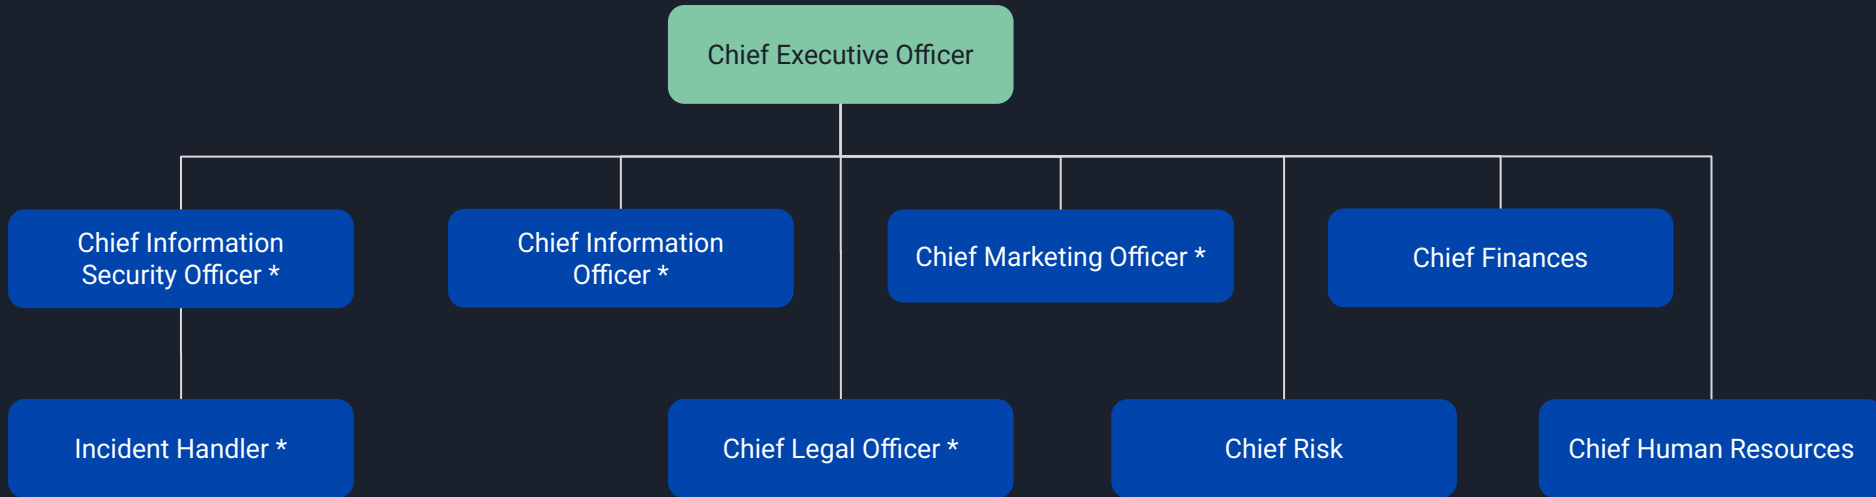 Chief Executive Officer
Chief Information
Security Officer *
Chief Information
Officer *
Chief Marketing Officer *
Chief Finances
Incident Handler *
Chief Legal Officer *
Chief Risk
Chief Human Resources